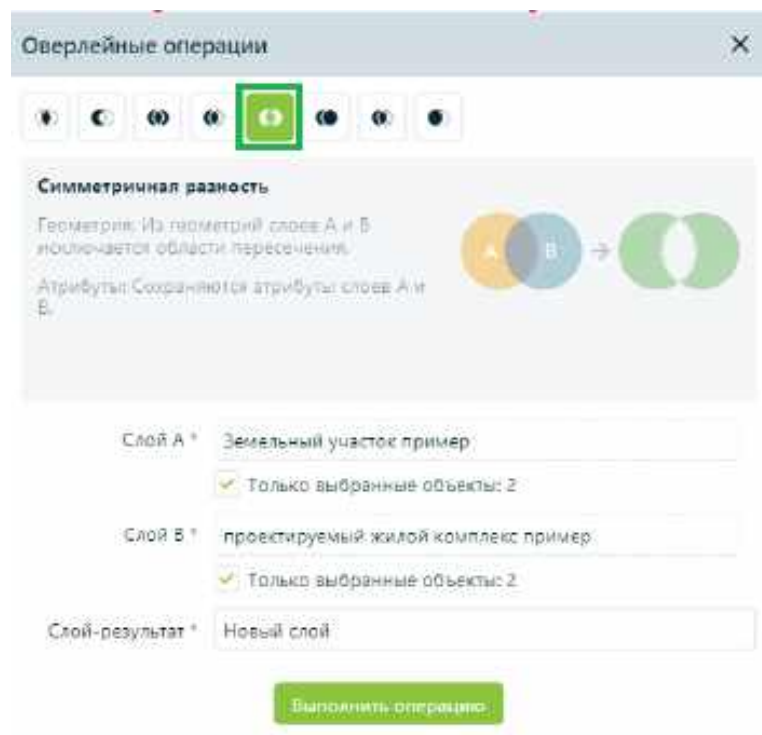 Оверлейные операции
Симметричная разность
Геометрия: Из геометрий слоев A и B
исключается области пересечения.
Атрибуты: Сохраняются атрибуты слоев A и
B.
A
B
Слой A *
Земельный участок пример
Только выбранные объекты: 2
Слой B *
проектируемый жилой комплекс пример
Только выбранные объекты: 2
Слой-результат *
Новый слой
Выполнить операцию